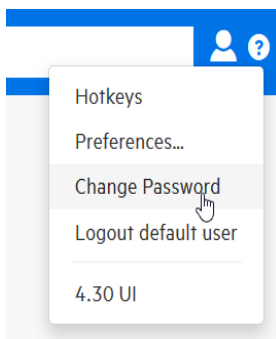 ?
Hotkeys
Preferences...
Change Password
Logout default user
4.30 UI